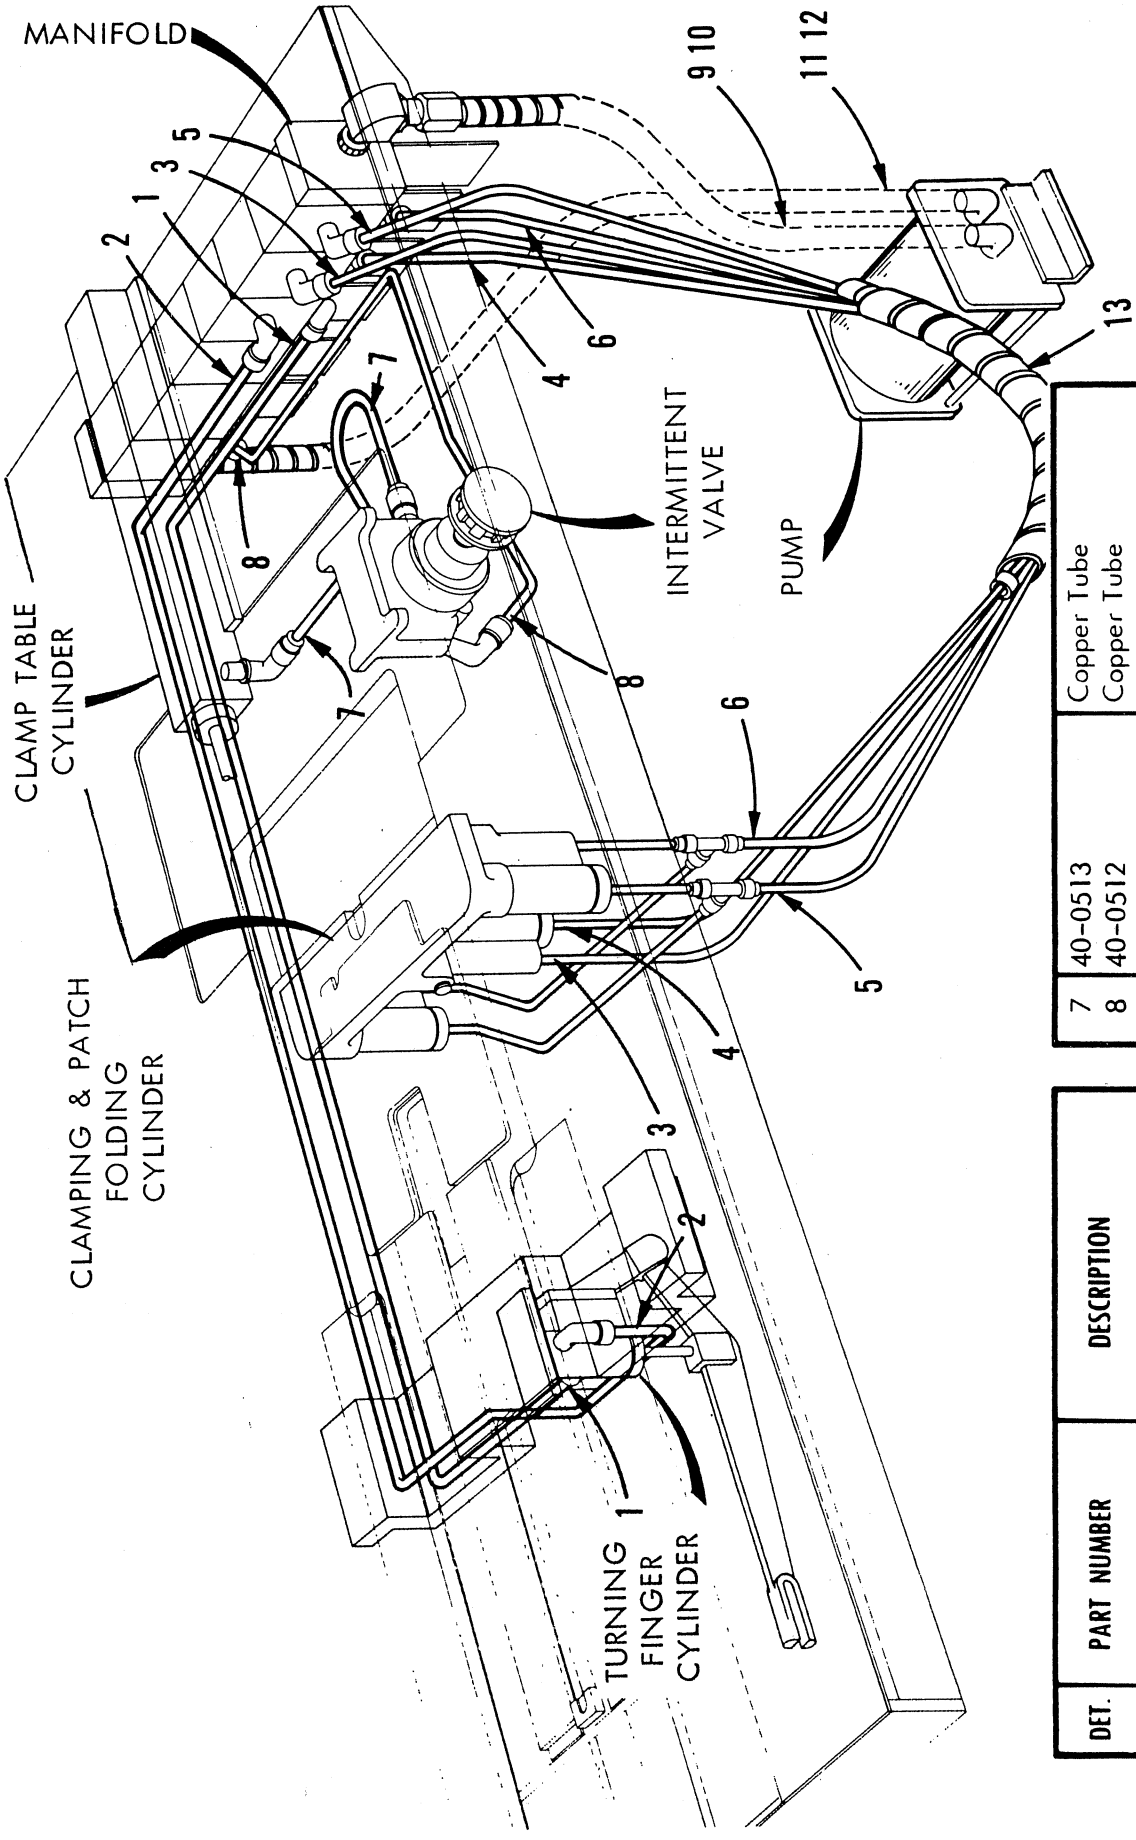 MANIFOLD
CLAMP TABLE
CYLINDER
CLAMPING & PATCH
FOLDING
CYLINDER
TURNING
FINGER
CYLINDER
INTERMITTENT
VALVE
PUMP
2
1
3
5
9 10
11 12
8
7
7
4
6
8
6
13
5
4
3
2
1
DET. PART NUMBER DESCRIPTION
7 40-0513 Copper Tube
8 40-0512 Copper Tube